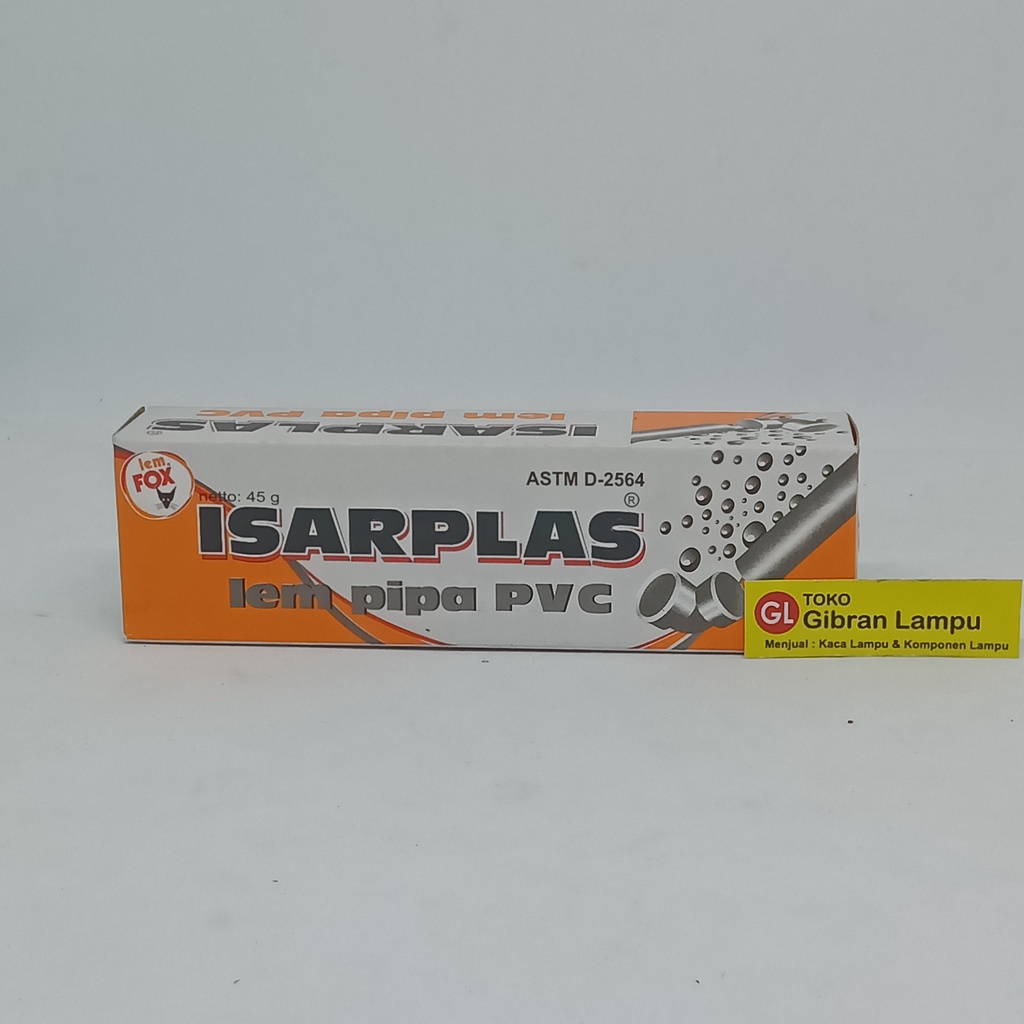 lem pipa PVC
ISARPLAS
®
lem
FOX
netto: 45 g
ASTM D-2564
®
ISARPLAS
lem pipa PVC
GL
TOKO
Gibran Lampu
Menjual : Kaca Lampu & Komponen Lampu